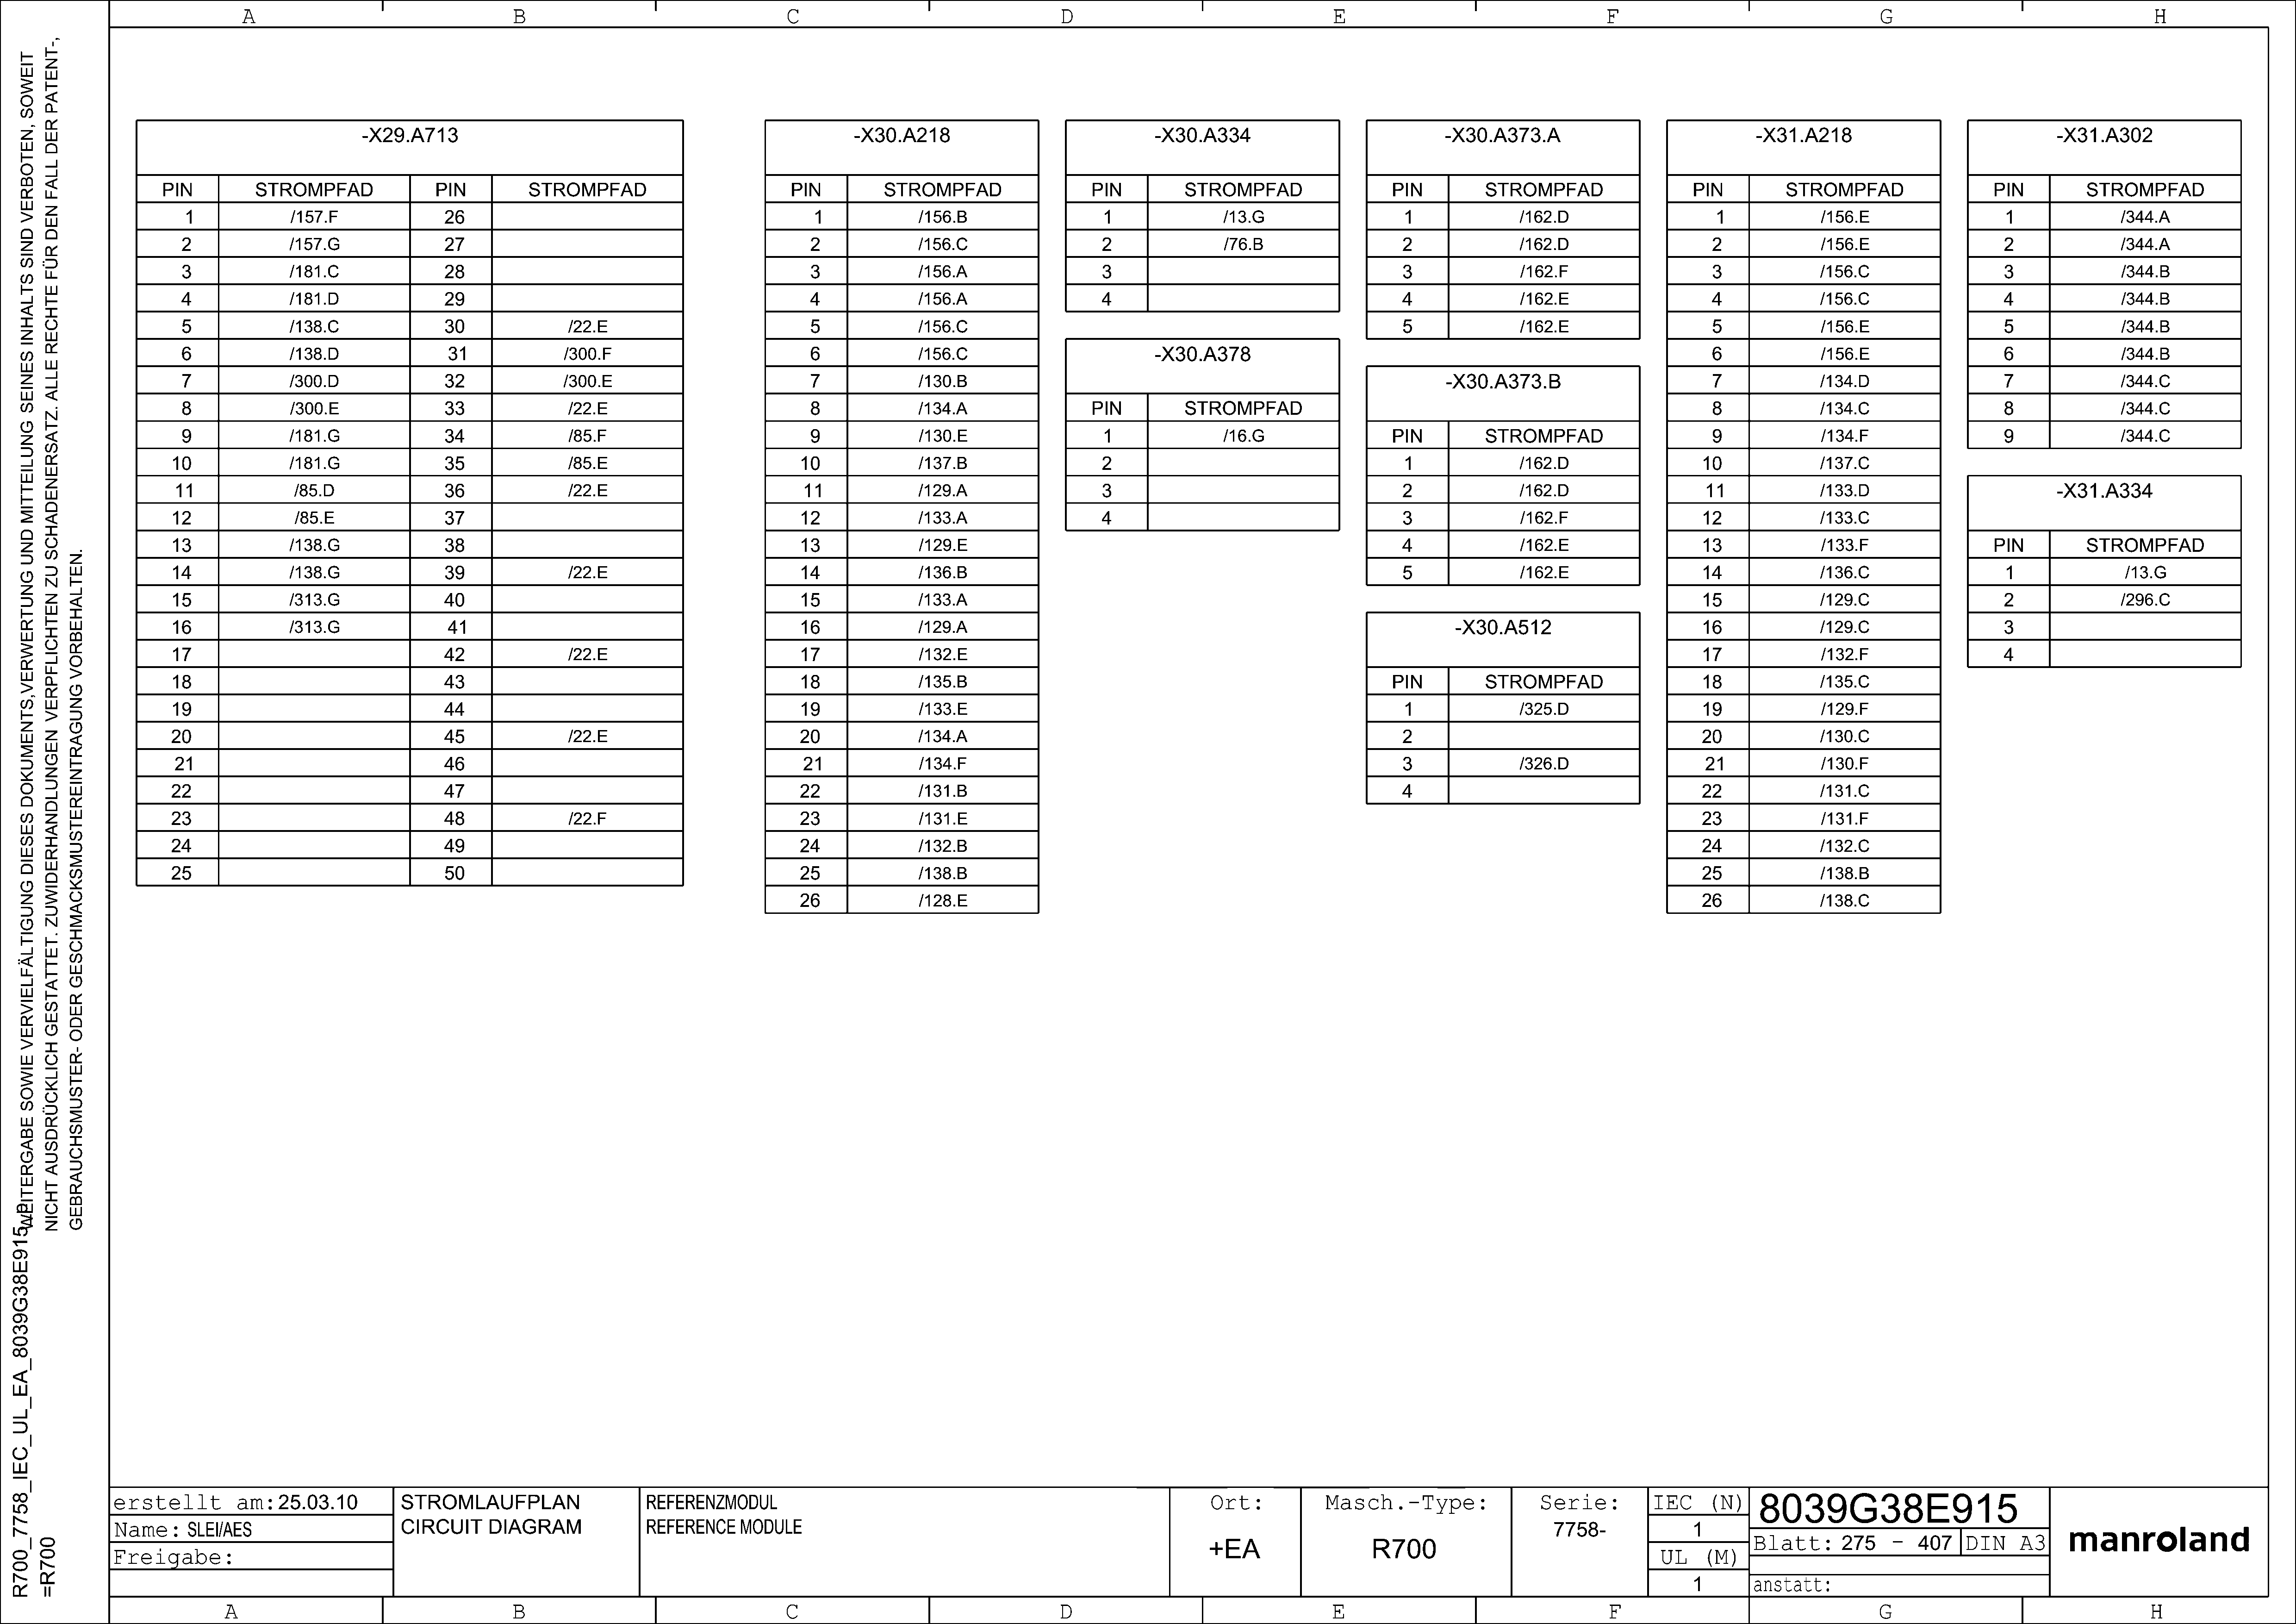 A B C D E F G H
WEITERGABE SOWIE VERVIELFÄLTIGUNG DIESES DOKUMENTS,VERWERTUNG UND MITTEILUNG SEINES INHALTS SIND VERBOTEN, SOWEIT
NICHT AUSDRÜCKLICH GESTATTET. ZUWIDERHANDLUNGEN VERPFLICHTEN ZU SCHADENERSATZ. ALLE RECHTE FÜR DEN FALL DER PATENT-,
GEBRAUCHSMUSTER- ODER GESCHMACKSMUSTEREINTRAGUNG VORBEHALTEN.
-X29.A713
PIN STROMPFAD PIN STROMPFAD
1 /157.F 26
2 /157.G 27
3 /181.C 28
4 /181.D 29
5 /138.C 30 /22.E
6 /138.D 31 /300.F
7 /300.D 32 /300.E
8 /300.E 33 /22.E
9 /181.G 34 /85.F
10 /181.G 35 /85.E
11 /85.D 36 /22.E
12 /85.E 37
13 /138.G 38
14 /138.G 39 /22.E
15 /313.G 40
16 /313.G 41
17 42 /22.E
18 43
19 44
20 45 /22.E
21 46
22 47
23 48 /22.F
24 49
25 50
-X30.A218
PIN STROMPFAD
1 /156.B
2 /156.C
3 /156.A
4 /156.A
5 /156.C
6 /156.C
7 /130.B
8 /134.A
9 /130.E
10 /137.B
11 /129.A
12 /133.A
13 /129.E
14 /136.B
15 /133.A
16 /129.A
17 /132.E
18 /135.B
19 /133.E
20 /134.A
21 /134.F
22 /131.B
23 /131.E
24 /132.B
25 /138.B
26 /128.E
-X30.A334
PIN STROMPFAD
1 /13.G
2 /76.B
3
4
-X30.A378
PIN STROMPFAD
1 /16.G
2
3
4
-X30.A373.A
PIN STROMPFAD
1 /162.D
2 /162.D
3 /162.F
4 /162.E
5 /162.E
-X30.A373.B
PIN STROMPFAD
1 /162.D
2 /162.D
3 /162.F
4 /162.E
5 /162.E
-X30.A512
PIN STROMPFAD
1 /325.D
2
3 /326.D
4
-X31.A218
PIN STROMPFAD
1 /156.E
2 /156.E
3 /156.C
4 /156.C
5 /156.E
6 /156.E
7 /134.D
8 /134.C
9 /134.F
10 /137.C
11 /133.D
12 /133.C
13 /133.F
14 /136.C
15 /129.C
16 /129.C
17 /132.F
18 /135.C
19 /129.F
20 /130.C
21 /130.F
22 /131.C
23 /131.F
24 /132.C
25 /138.B
26 /138.C
-X31.A302
PIN STROMPFAD
1 /344.A
2 /344.A
3 /344.B
4 /344.B
5 /344.B
6 /344.B
7 /344.C
8 /344.C
9 /344.C
-X31.A334
PIN STROMPFAD
1 /13.G
2 /296.C
3
4
=R700
erstellt am: 25.03.10
Name: SLEI/AES
Freigabe:
STROMLAUFPLAN
CIRCUIT DIAGRAM
REFERENZMODUL
REFERENCE MODULE
Ort:
+EA
Masch.-Type:
R700
Serie:
7758-
IEC (N)
1
UL (M)
1
8039G38E915
Blatt: 275 - 407 DIN A3
anstatt:
manroland
A B C D E F G H